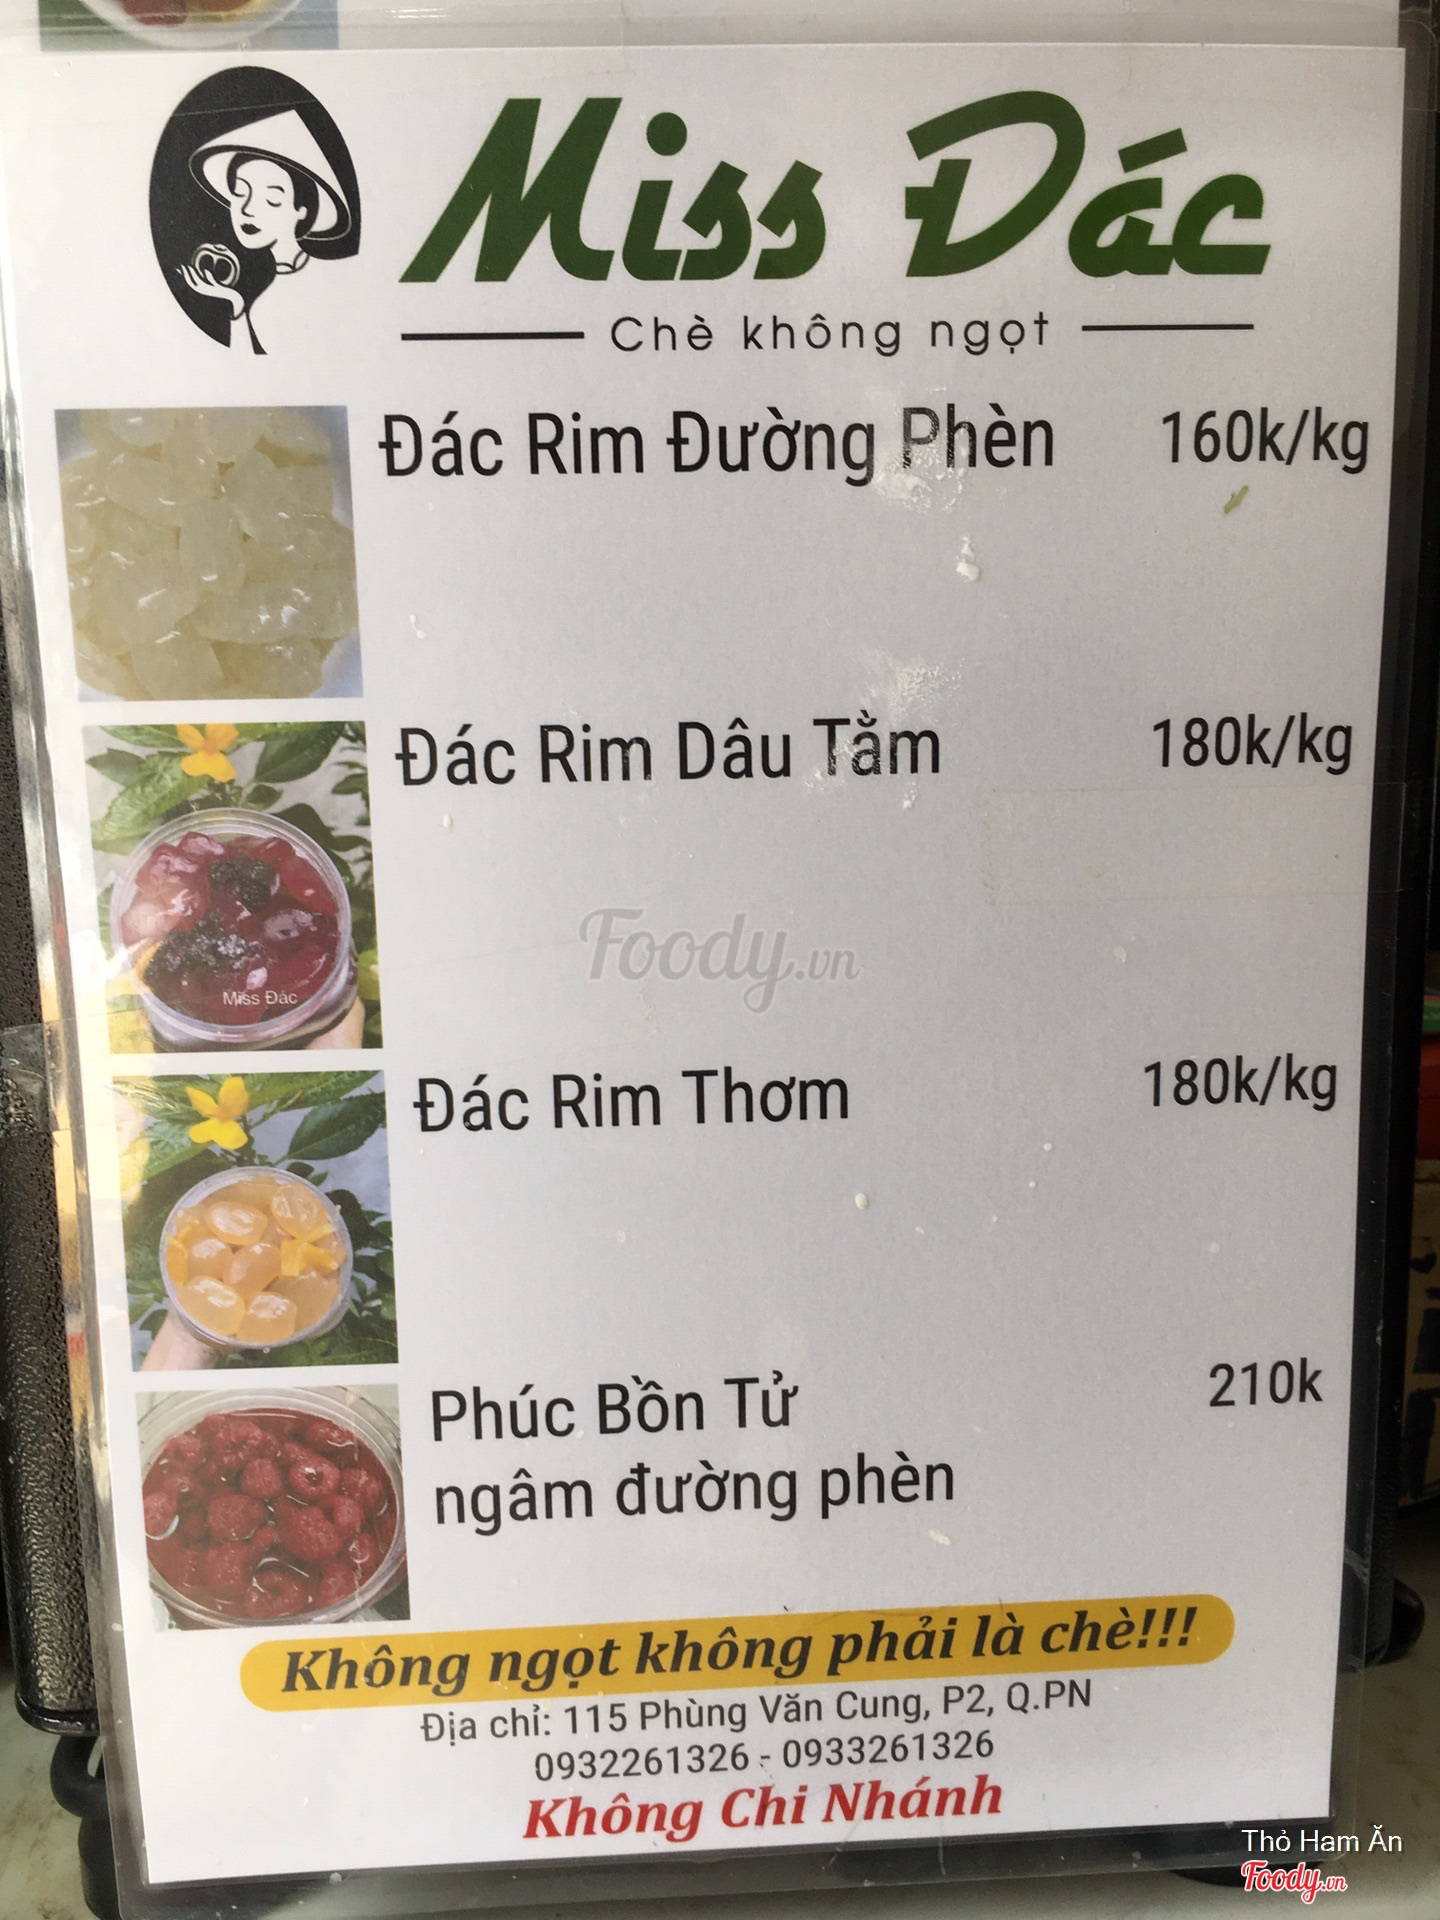 Miss Đác
Chè không ngọt
Đác Rim Đường Phèn 160k/kg
Đác Rim Dâu Tằm 180k/kg
Foody.vn
Miss Đác
Đác Rim Thơm 180k/kg
Phúc Bồn Tử 210k
ngâm đường phèn
Không ngọt không phải là chè!!!
Địa chỉ: 115 Phùng Văn Cung, P2, Q.PN
0932261326 - 0933261326
Không Chi Nhánh
Thỏ Ham Ăn
Foody.vn